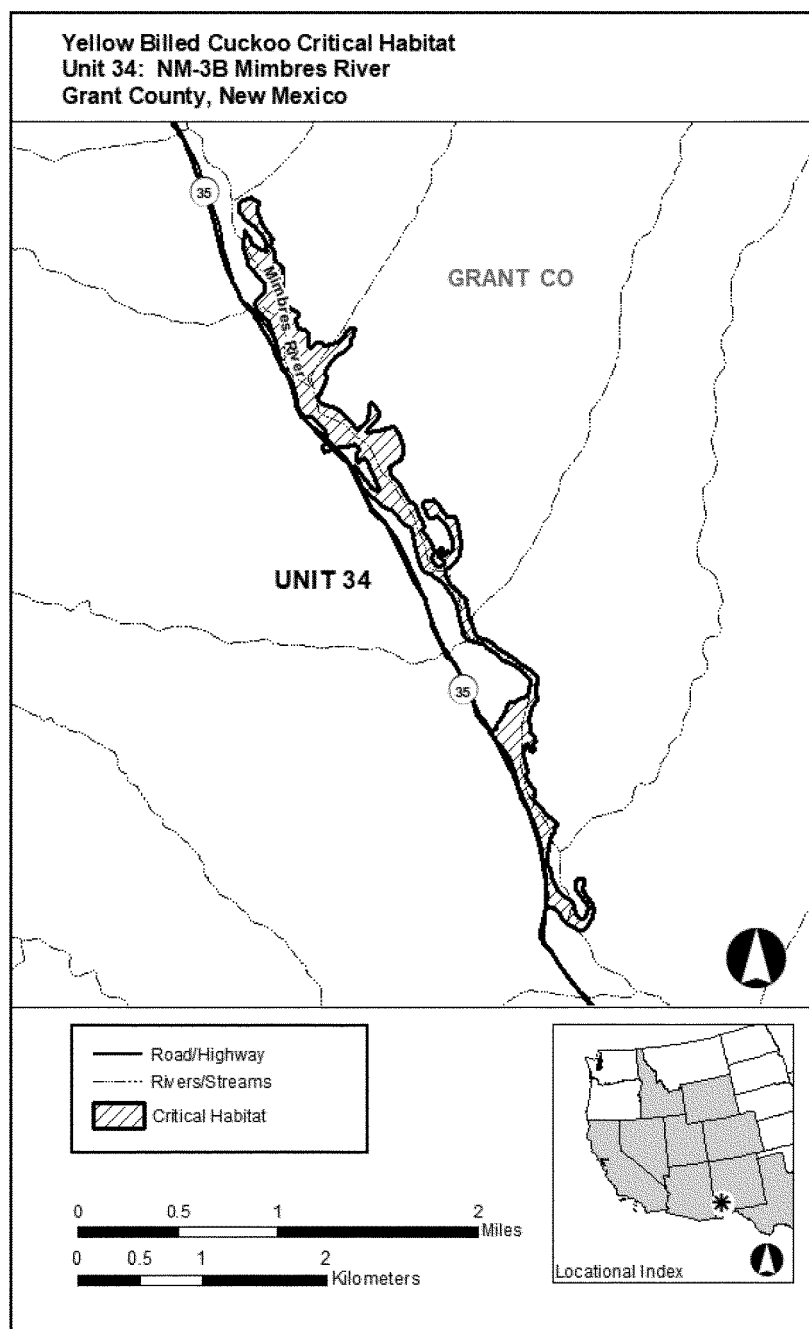 Yellow Billed Cuckoo Critical Habitat
Unit 34: NM-3B Mimbres River
Grant County, New Mexico
35
Mimbres River
GRANT CO
UNIT 34
35
Road/Highway
Rivers/Streams
Critical Habitat
0 0.5 1 2
Miles
0 0.5 1 2
Kilometers
Locational Index